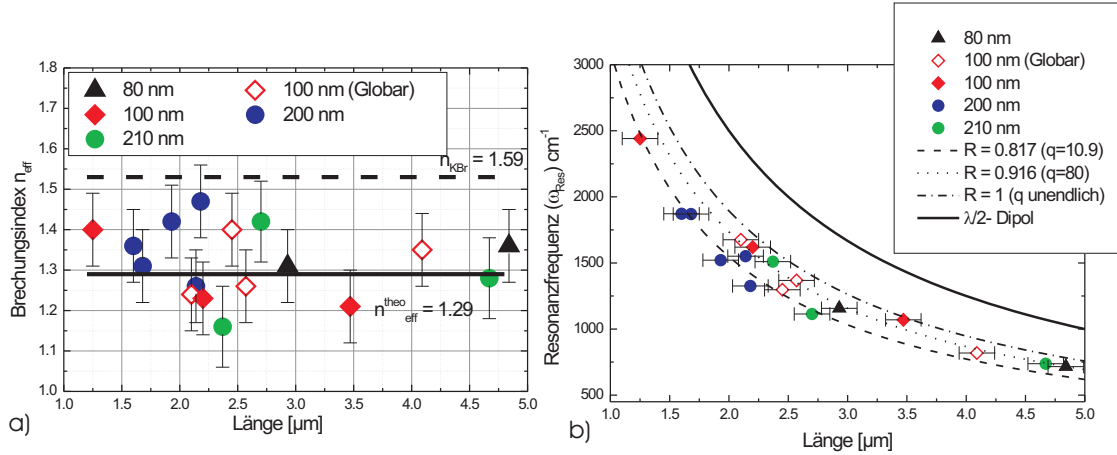 80 nm
100 nm (Globar)
100 nm
200 nm
210 nm
n_KBr = 1.59
n^theo_eff = 1.29
Brechungsindex n_eff
1.8
1.7
1.6
1.5
1.4
1.3
1.2
1.1
1.0
1.0 1.5 2.0 2.5 3.0 3.5 4.0 4.5 5.0
Länge [µm]
a)
80 nm
100 nm (Globar)
100 nm
200 nm
210 nm
R = 0.817 (q=10.9)
R = 0.916 (q=80)
R = 1 (q unendlich)
λ/2- Dipol
Ressonanzfrequenz (ω_Res) cm⁻¹
3000
2500
2000
1500
1000
500
1.0 1.5 2.0 2.5 3.0 3.5 4.0 4.5 5.0
Länge [µm]
b)